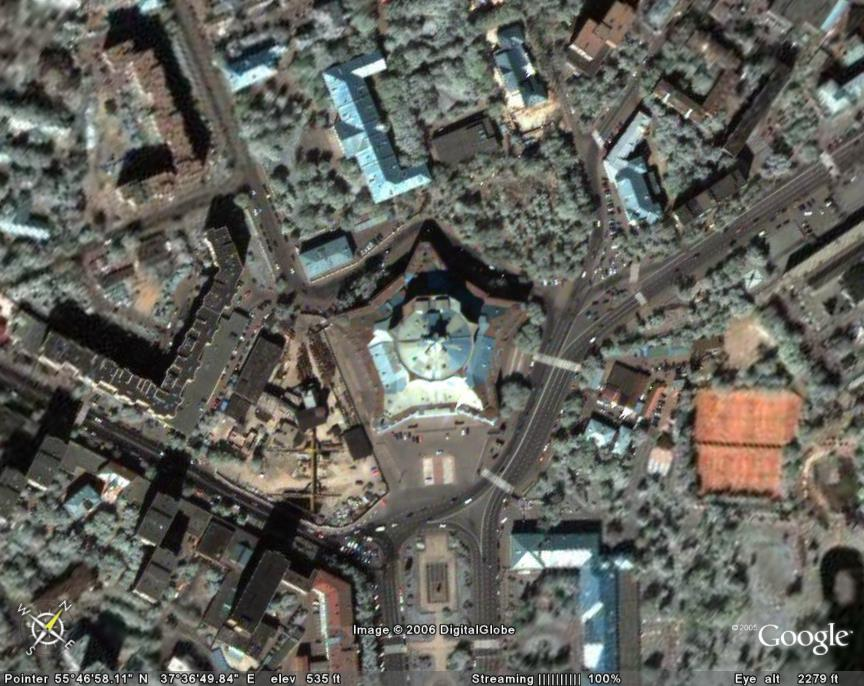 W N
S E
Image © 2006 DigitalGlobe
© 2005 Google™
Pointer 55°46'58.11" N 37°36'49.84" E elev 535 ft Streaming |||||||||| 100% Eye alt 2279 ft